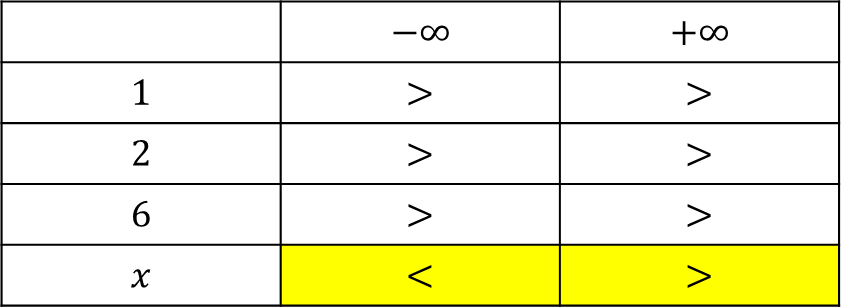 −∞ +∞
1 > >
2 > >
6 > >
x < >